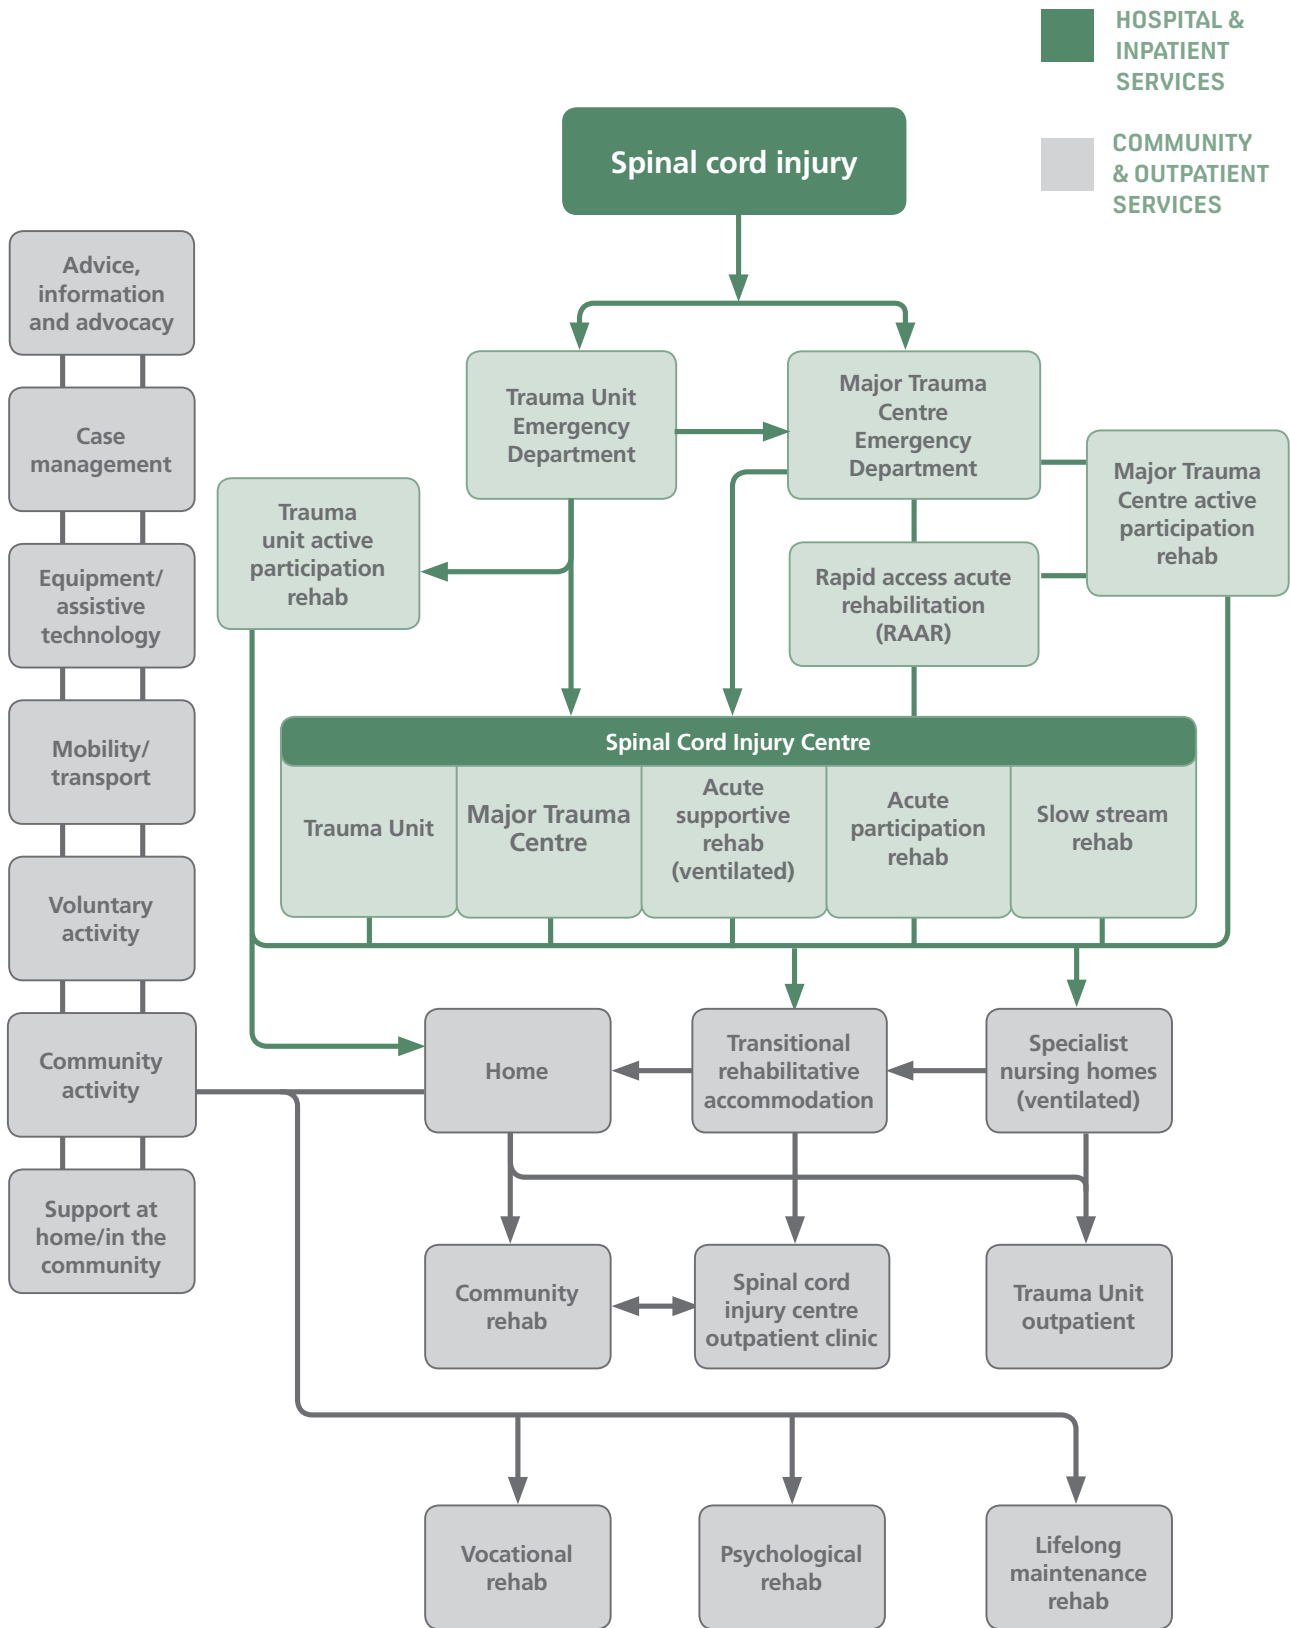 HOSPITAL &
INPATIENT
SERVICES
COMMUNITY
& OUTPATIENT
SERVICES
Spinal cord injury
Advice,
information
and advocacy
Case
management
Equipment/
assistive
technology
Mobility/
transport
Voluntary
activity
Community
activity
Support at
home/in the
community
Trauma Unit
Emergency
Department
Major Trauma
Centre
Emergency
Department
Major Trauma
Centre active
participation
rehab
Trauma
unit active
participation
rehab
Rapid access acute
rehabilitation
(RAAR)
Spinal Cord Injury Centre
Trauma Unit
Major Trauma
Centre
Acute
supportive
rehab
(ventilated)
Acute
participation
rehab
Slow stream
rehab
Home
Transitional
rehabilitative
accommodation
Specialist
nursing homes
(ventilated)
Community
rehab
Spinal cord
injury centre
outpatient clinic
Trauma Unit
outpatient
Vocational
rehab
Psychological
rehab
Lifelong
maintenance
rehab